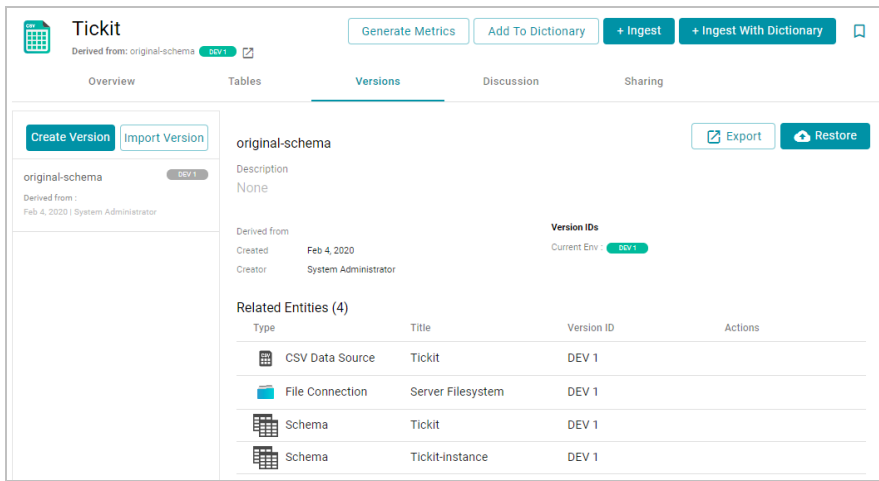 CSV
Tickit
Derived from: original-schema DEV 1
Generate Metrics
Add To Dictionary
+ Ingest
+ Ingest With Dictionary
Overview
Tables
Versions
Discussion
Sharing
Create Version
Import Version
original-schema DEV 1
Derived from :
Feb 4, 2020 | System Administrator
original-schema
Export
Restore
Description
None
Derived from
Created Feb 4, 2020
Creator System Administrator
Version IDs
Current Env : DEV 1
Related Entities (4)
Type Title Version ID Actions
CSV CSV Data Source Tickit DEV 1
File Connection Server Filesystem DEV 1
Schema Tickit DEV 1
Schema Tickit-instance DEV 1